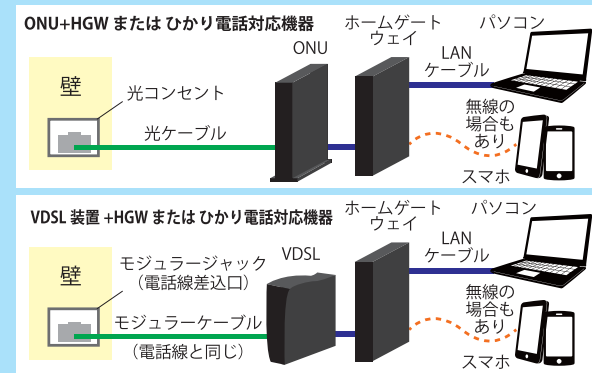 ONU+HGW または ひかり電話対応機器
ONU
ホームゲート
ウェイ
パソコン
LAN
ケーブル
壁
光コンセント
光ケーブル
無線の
場合も
あり
スマホ
VDSL 装置 +HGW または ひかり電話対応機器
ホームゲート
ウェイ
パソコン
VDSL
LAN
ケーブル
壁
モジュラージャック
（電話線差込口）
モジュラーケーブル
（電話線と同じ）
無線の
場合も
あり
スマホ